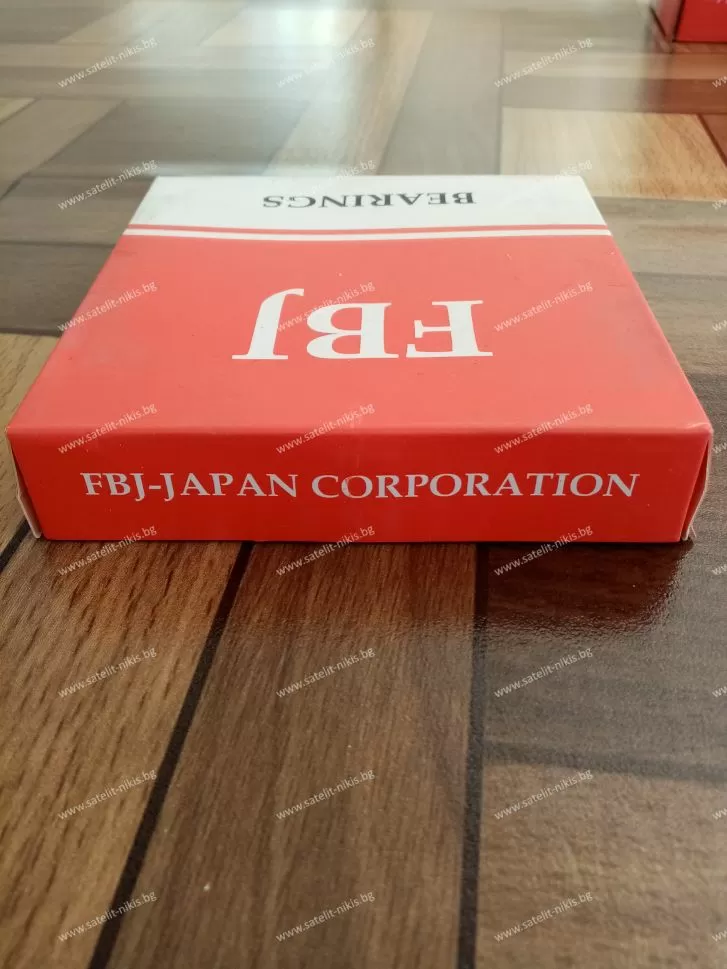 BEARINGS
FBJ
FBJ-JAPAN CORPORATION
www.satelit-nikis.bg